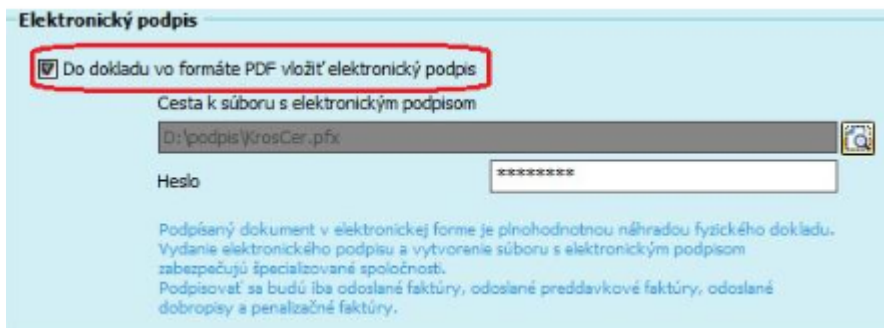 Elektronický podpis
Do dokladu vo formáte PDF vložiť elektronický podpis
Cesta k súboru s elektronickým podpisom
D:\podpis\KrosCer.pfx
Heslo ********
Podpísaný dokument v elektronickej forme je plnohodnotnou náhradou fyzického dokladu.
Vydanie elektronického podpisu a vytvorenie súboru s elektronickým podpisom
zabezpečujú špecializované spoločnosti.
Podpisovať sa budú iba odoslané faktúry, odoslané preddavkové faktúry, odoslané
dobropisy a penalizačné faktúry.